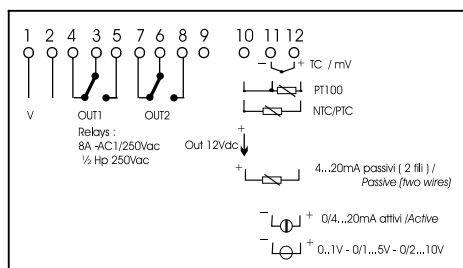 1 2 4 3 5 7 6 8 9 10 11 12
− + TC / mV
PT100
NTC/PTC
V OUT1 OUT2
Relays :
8A -AC1/250Vac
½ Hp 250Vac
+
Out 12Vdc
+ 4...20mA passivi ( 2 fili ) /
Passive (two wires)
− + 0/4...20mA attivi /Active
− + 0..1V - 0/1...5V - 0/2...10V